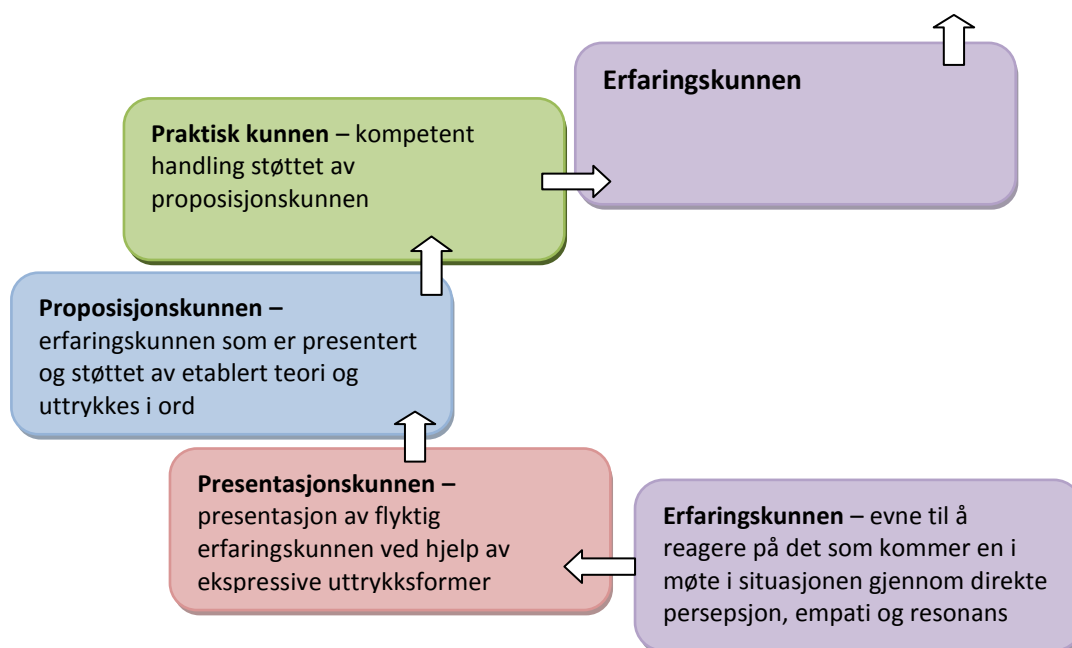 Erfaringskunnen
Praktisk kunnen – kompetent
handling støttet av
proposisjonskunnen
Proposisjonskunnen –
erfaringskunnen som er presentert
og støttet av etablert teori og
uttrykkes i ord
Presentasjonskunnen –
presentasjon av flyktig
erfaringskunnen ved hjelp av
ekspressive uttrykksformer
Erfaringskunnen – evne til å
reagere på det som kommer en i
møte i situasjonen gjennom direkte
persepsjon, empati og resonans